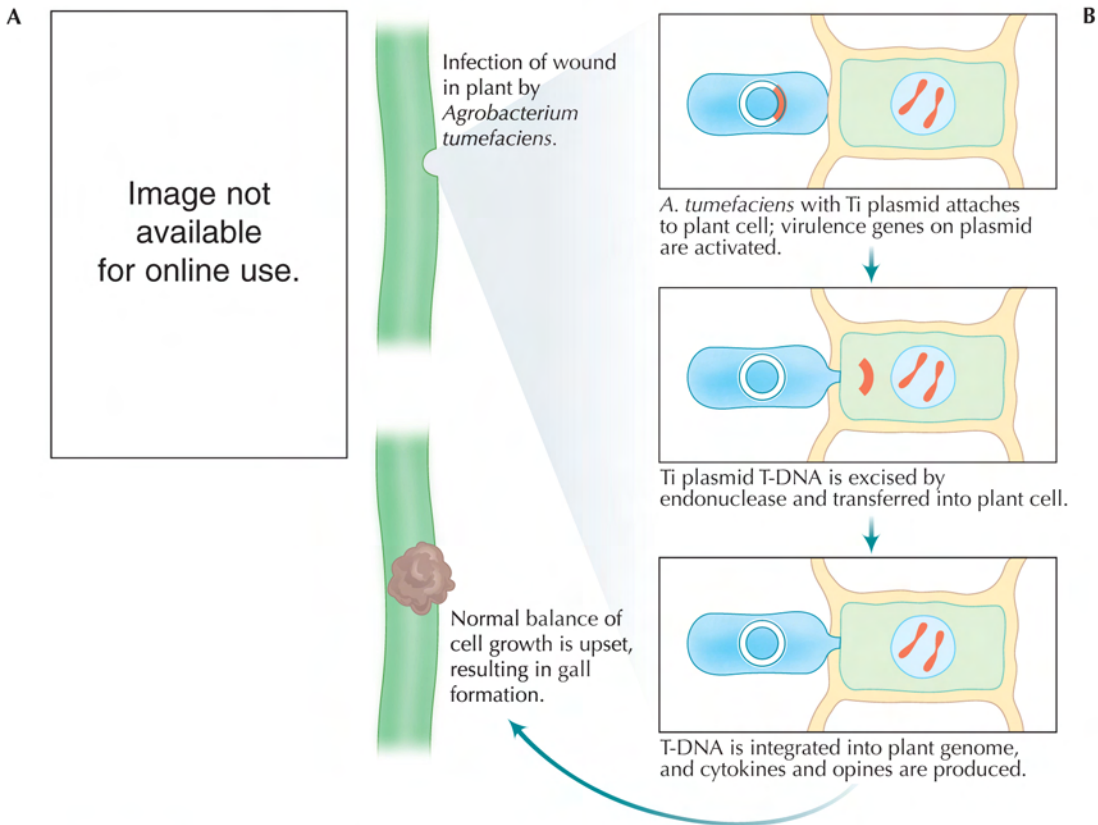 A
Image not
available
for online use.
Infection of wound
in plant by
Agrobacterium
tumefaciens.
Normal balance of
cell growth is upset,
resulting in gall
formation.
B
A. tumefaciens with Ti plasmid attaches
to plant cell; virulence genes on plasmid
are activated.
Ti plasmid T-DNA is excised by
endonuclease and transferred into plant cell.
T-DNA is integrated into plant genome,
and cytokines and opines are produced.